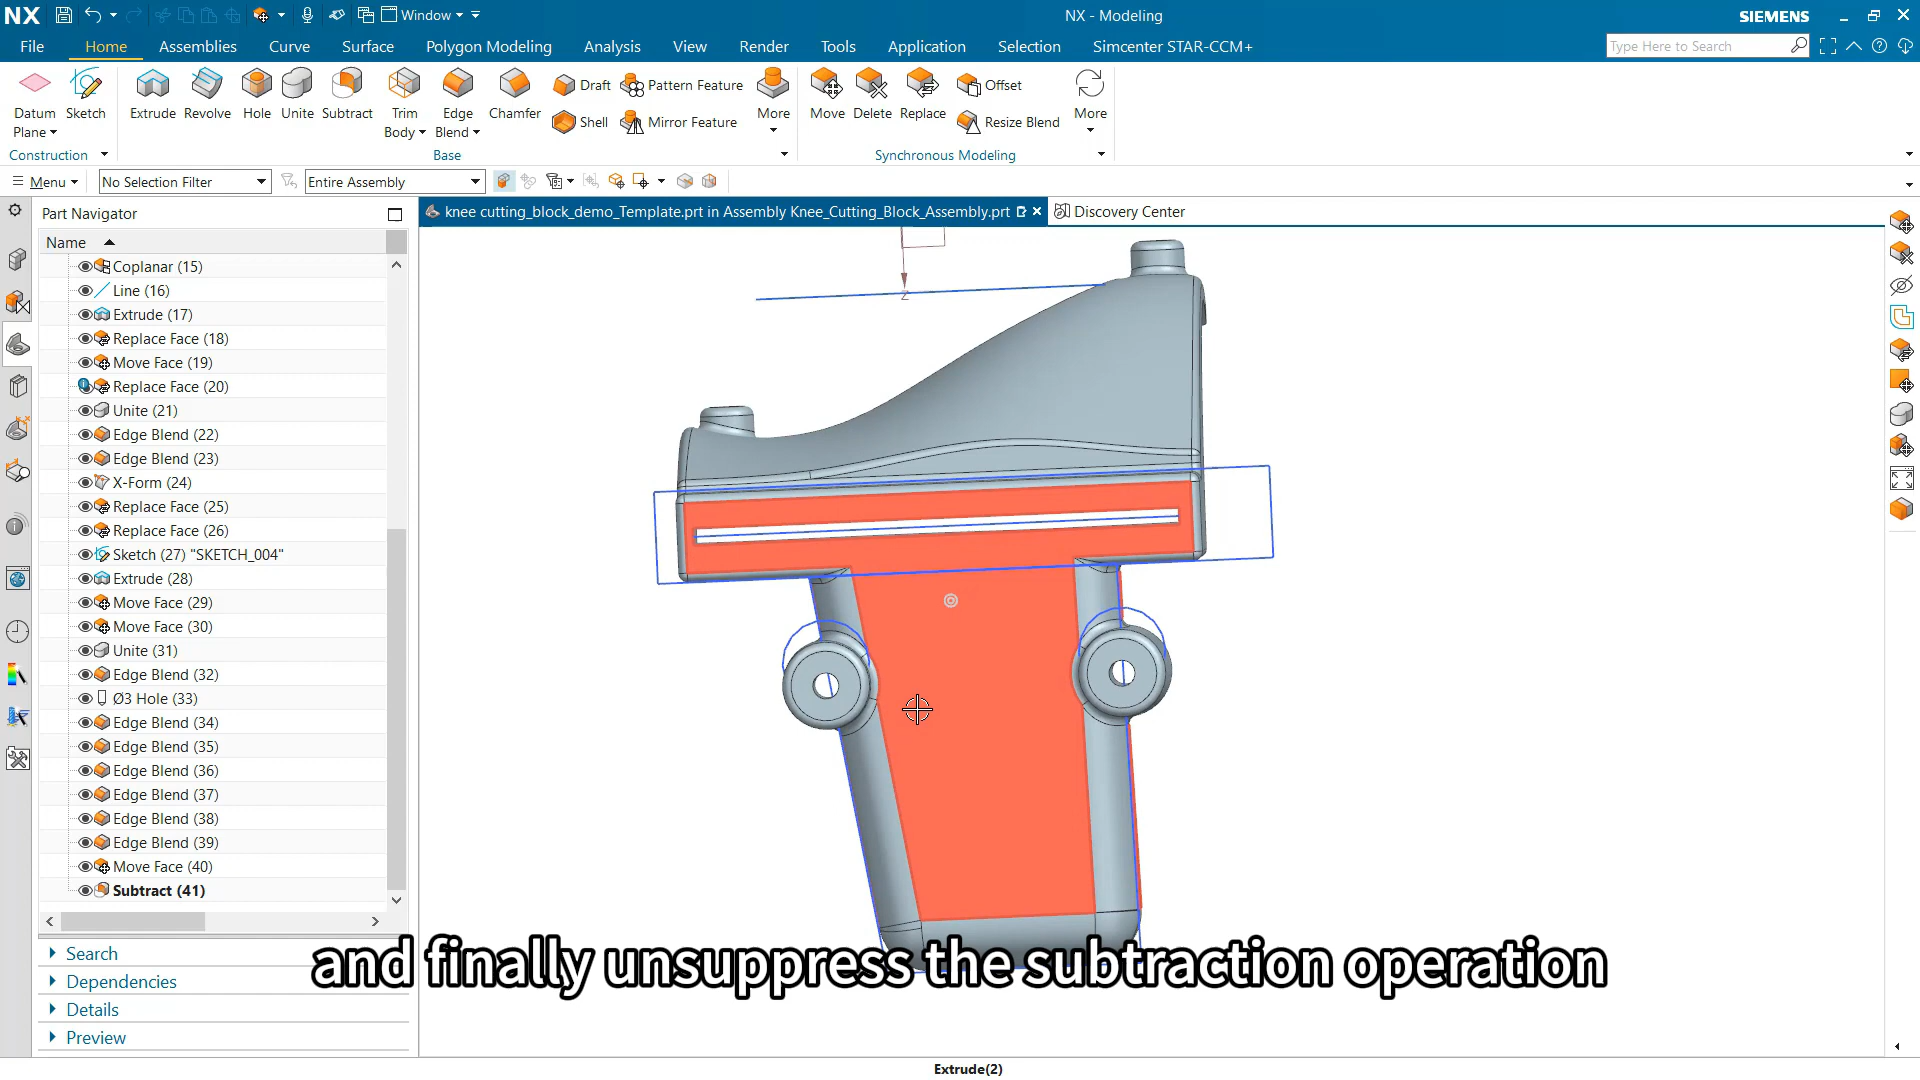 NX
Window
NX - Modeling
SIEMENS
File
Home
Assemblies
Curve
Surface
Polygon Modeling
Analysis
View
Render
Tools
Application
Selection
Simcenter STAR-CCM+
Type Here to Search
Datum
Plane
Sketch
Extrude
Revolve
Hole
Unite
Subtract
Trim
Body
Edge
Blend
Chamfer
Draft
Shell
Pattern Feature
Mirror Feature
More
Move
Delete
Replace
Offset
Resize Blend
More
Construction
Base
Synchronous Modeling
Menu
No Selection Filter
Entire Assembly
Part Navigator
knee cutting_block_demo_Template.prt in Assembly Knee_Cutting_Block_Assembly.prt
Discovery Center
Name
Coplanar (15)
Line (16)
Extrude (17)
Replace Face (18)
Move Face (19)
Replace Face (20)
Unite (21)
Edge Blend (22)
Edge Blend (23)
X-Form (24)
Replace Face (25)
Replace Face (26)
Sketch (27) "SKETCH_004"
Extrude (28)
Move Face (29)
Move Face (30)
Unite (31)
Edge Blend (32)
Ø3 Hole (33)
Edge Blend (34)
Edge Blend (35)
Edge Blend (36)
Edge Blend (37)
Edge Blend (38)
Edge Blend (39)
Move Face (40)
Subtract (41)
Search
Dependencies
Details
Preview
Z
and finally unsuppress the subtraction operation
Extrude(2)